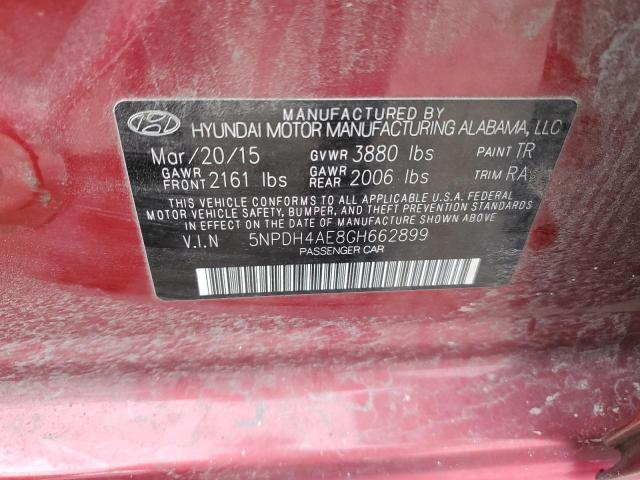 MANUFACTURED BY
HYUNDAI MOTOR MANUFACTURING ALABAMA, LLC
Mar/20/15 GVWR 3880 lbs PAINT TR
GAWR FRONT 2161 lbs GAWR REAR 2006 lbs TRIM RA
THIS VEHICLE CONFORMS TO ALL APPLICABLE U.S.A. FEDERAL
MOTOR VEHICLE SAFETY, BUMPER, AND THEFT PREVENTION
STANDARDS IN EFFECT ON THE DATE OF MANUFACTURE SHOWN ABOVE.
V.I.N 5NPDH4AE8GH662899
PASSENGER CAR